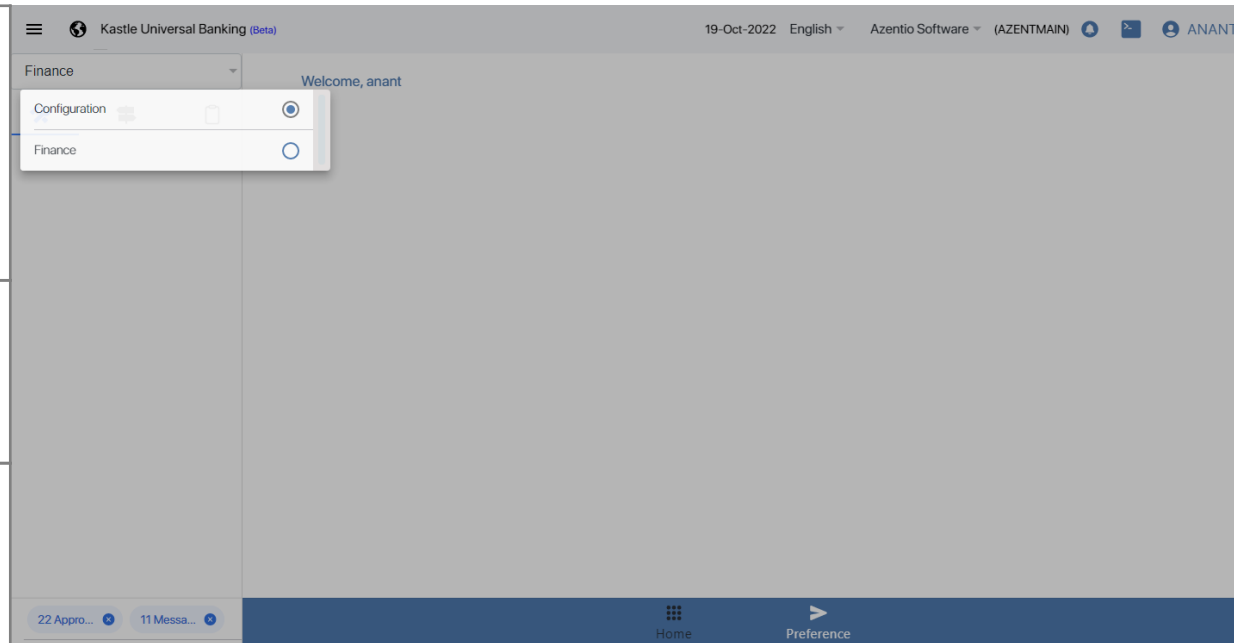 Kastle Universal Banking (Beta) 19-Oct-2022 English Azentio Software (AZENTMAIN) ANANT
Finance
Welcome, anant
Configuration
Finance
22 Appro... 11 Messa...
Home Preference